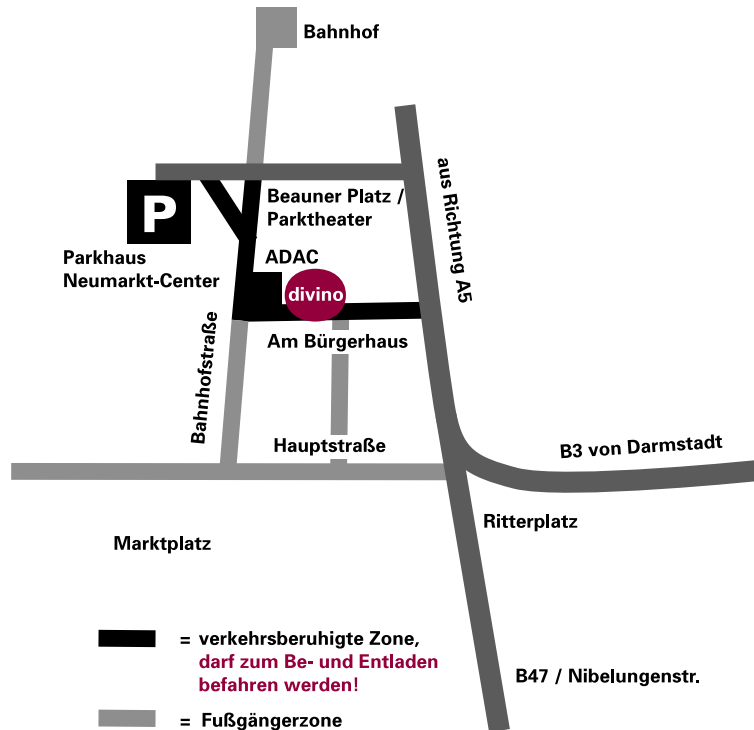 Bahnhof
aus Richtung A5
Beauner Platz /
Parktheater
P
Parkhaus
Neumarkt-Center
ADAC
divino
Am Bürgerhaus
Bahnhofstraße
Hauptstraße
B3 von Darmstadt
Ritterplatz
Marktplatz
B47 / Nibelungenstr.
= verkehrsberuhigte Zone,
darf zum Be- und Entladen
befahren werden!
= Fußgängerzone